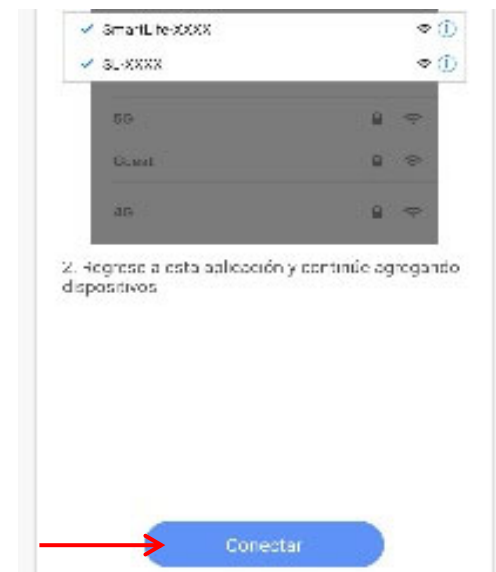 SmartLife-XXXX
SL-XXXX
5G
Guest
4G
2. Regrese a esta aplicación y continúe agregando
dispositivos
Conectar